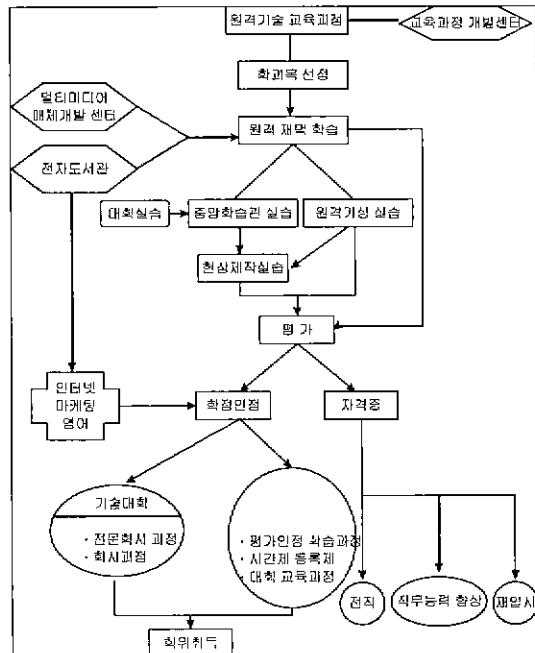 원격기술 교육과정
교육과정 개발센터
학과목 선정
멀티미디어
매체개발 센터
원격 재택 학습
전자도서관
대학실습
중앙학습관 실습
원격가상 실습
현상제작실습
평 가
인터넷
마케팅
영어
학점인정
자격증
기술대학
· 전문학사 과정
· 학사과정
· 평가인정 학습과정
· 시간제 등록제
· 대학 교육과정
전직
직무능력 향상
재입사
학위취득